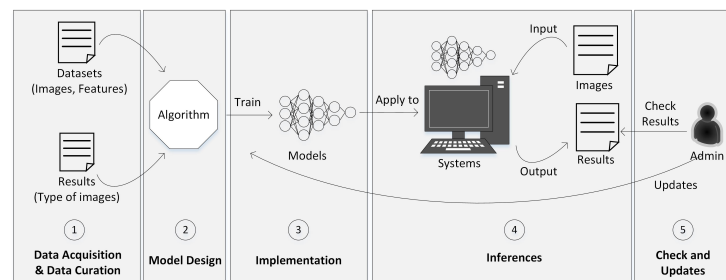 Datasets
(Images, Features)
Results
(Type of images)
1
Data Acquisition
& Data Curation
Algorithm
2
Model Design
Train
Models
3
Implementation
Apply to
Systems
Input
Images
Results
Output
4
Inferences
Check
Results
Admin
Updates
5
Check and
Updates